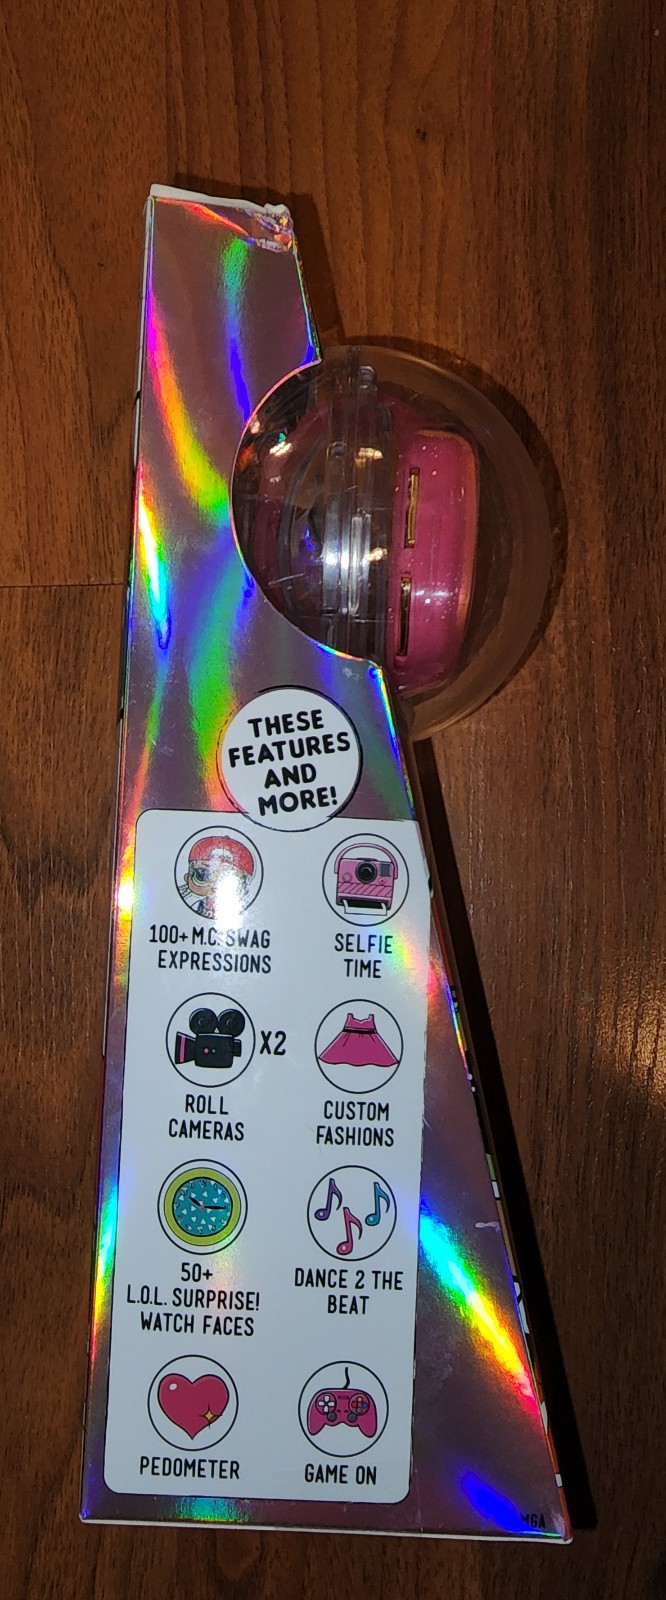 THESE
FEATURES
AND
MORE!
100+ M.C. SWAG
EXPRESSIONS
SELFIE
TIME
X2
ROLL
CAMERAS
CUSTOM
FASHIONS
50+
L.O.L. SURPRISE!
WATCH FACES
DANCE 2 THE
BEAT
PEDOMETER
GAME ON
MGA